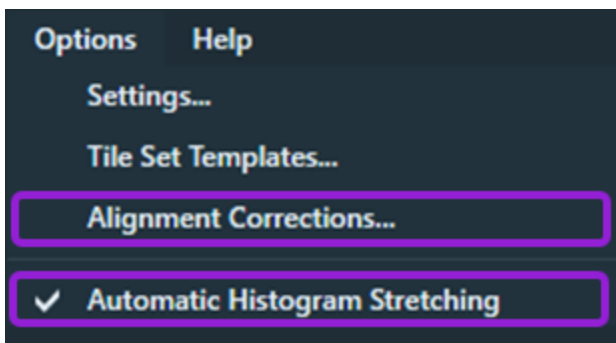 Options Help
Settings...
Tile Set Templates...
Alignment Corrections...
Automatic Histogram Stretching